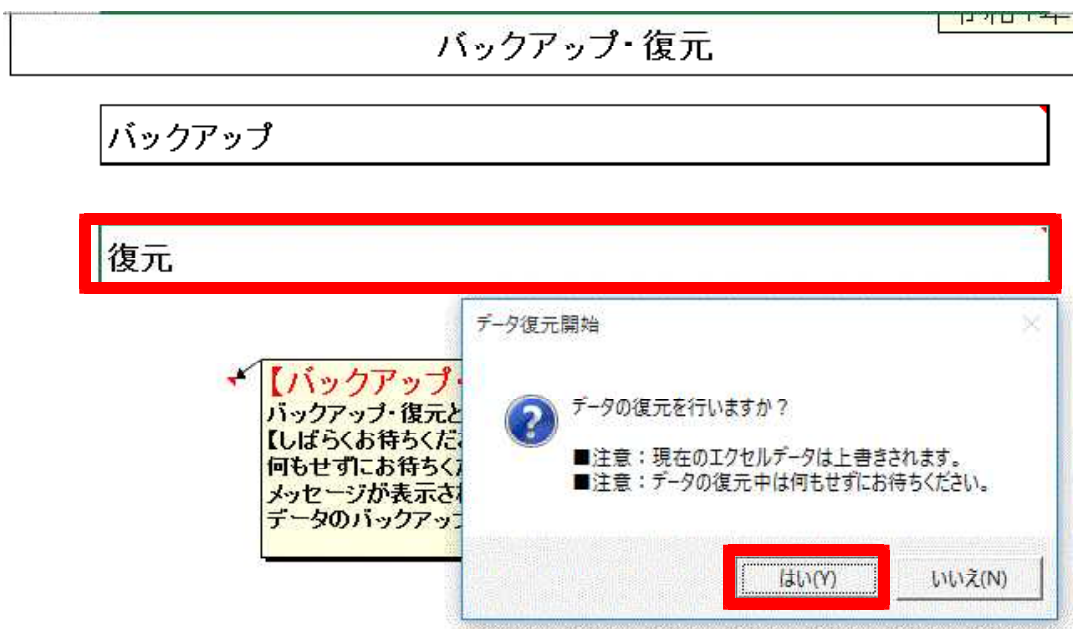 バックアップ・復元
バックアップ
復元
データ復元開始
【バックアップ・
データの復元を行いますか？
バックアップ・復元と
【しばらくお待ちくだ
■注意：現在のエクセルデータは上書きされます。
何もせずにお待ちく
■注意：データの復元中は何もせずにお待ちください。
メッセージが表示さ
データのバックアッ
はい(Y)
いいえ(N)